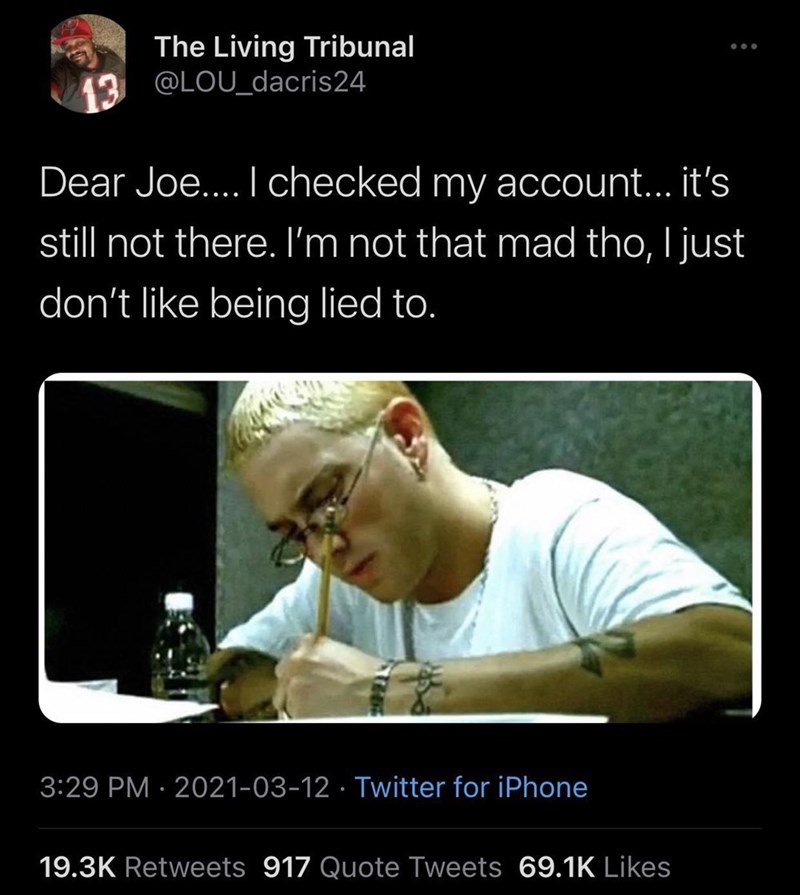 The Living Tribunal
@LOU_dacris24
13
Dear Joe.... I checked my account... it's
still not there. I'm not that mad tho, I just
don't like being lied to.
3:29 PM · 2021-03-12 · Twitter for iPhone
19.3K Retweets 917 Quote Tweets 69.1K Likes